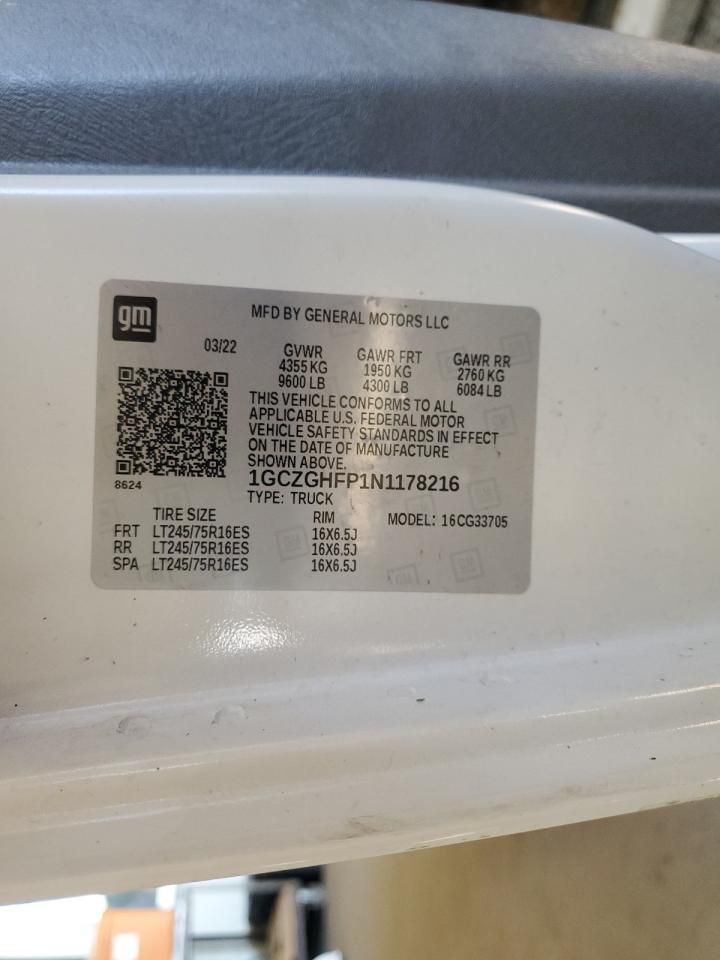 gm
MFD BY GENERAL MOTORS LLC
03/22
GVWR GAWR FRT GAWR RR
4355 KG 1950 KG 2760 KG
9600 LB 4300 LB 6084 LB
THIS VEHICLE CONFORMS TO ALL
APPLICABLE U.S. FEDERAL MOTOR
VEHICLE SAFETY STANDARDS IN EFFECT
ON THE DATE OF MANUFACTURE
SHOWN ABOVE.
8624
1GCZGHFP1N1178216
TYPE: TRUCK
TIRE SIZE RIM MODEL: 16CG33705
FRT LT245/75R16ES 16X6.5J
RR LT245/75R16ES 16X6.5J
SPA LT245/75R16ES 16X6.5J